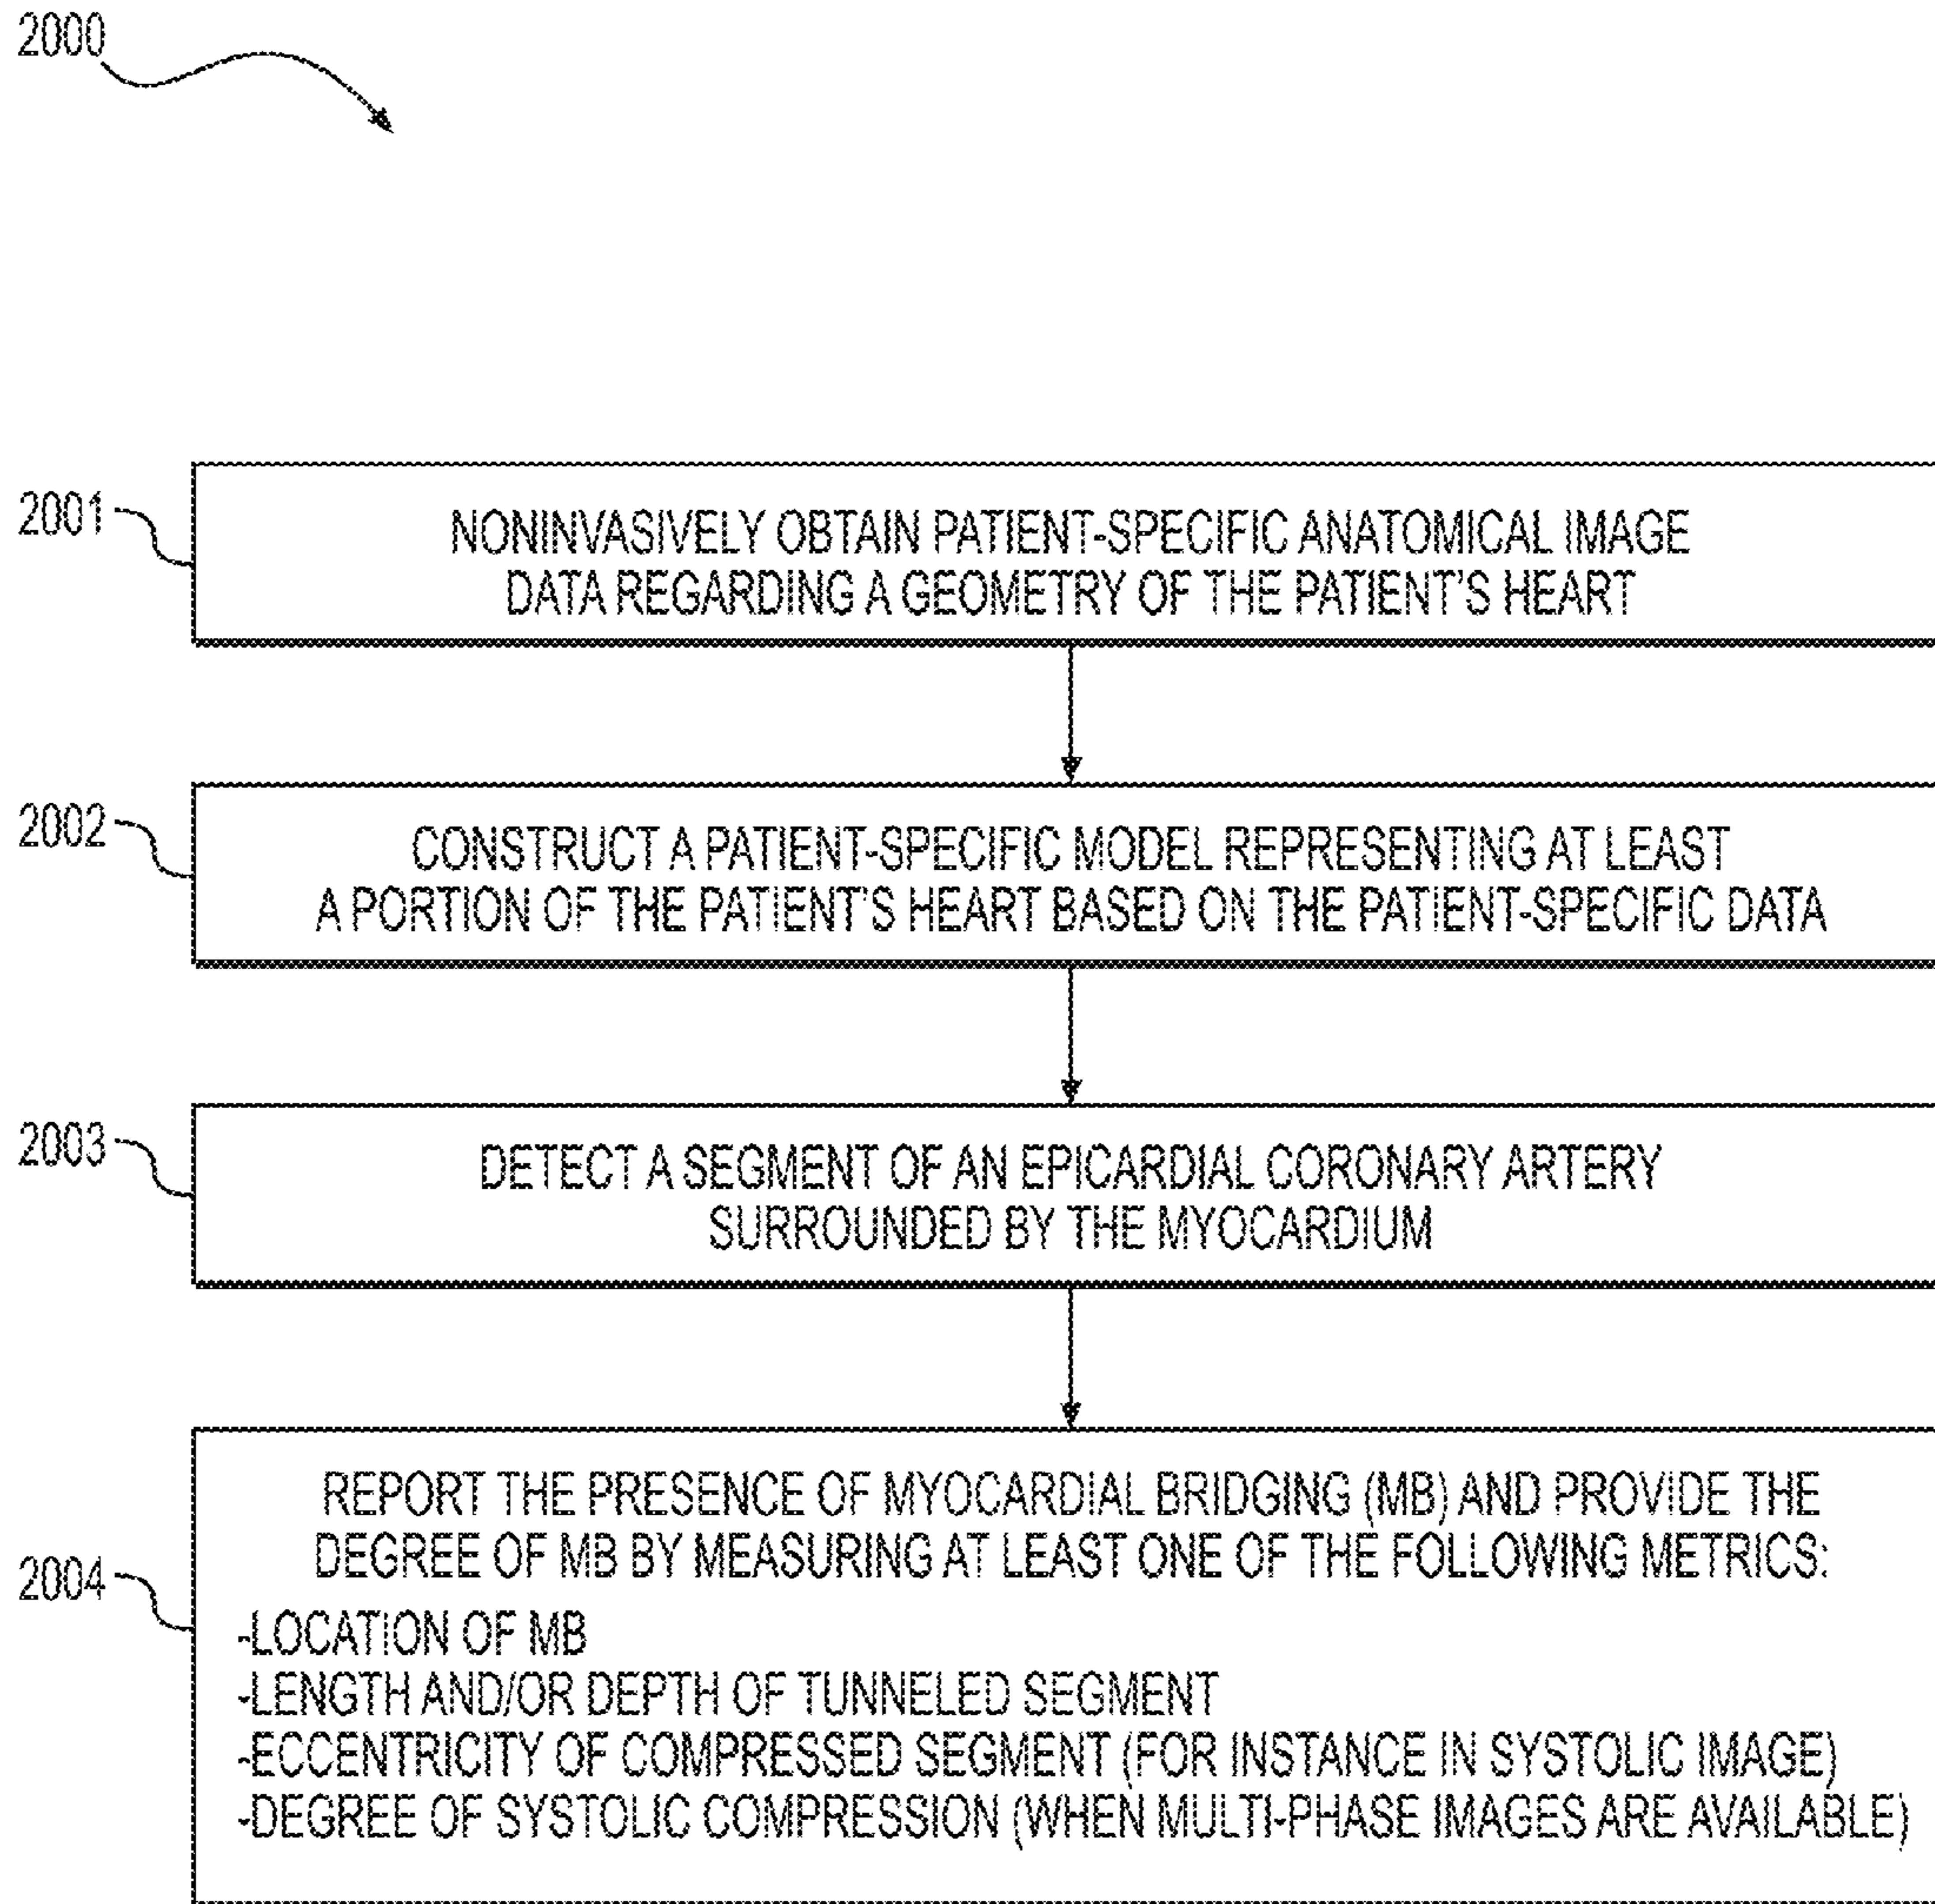 2000
2001
NONINVASIVELY OBTAIN PATIENT-SPECIFIC ANATOMICAL IMAGE
DATA REGARDING A GEOMETRY OF THE PATIENT'S HEART
2002
CONSTRUCT A PATIENT-SPECIFIC MODEL REPRESENTING AT LEAST
A PORTION OF THE PATIENT'S HEART BASED ON THE PATIENT-SPECIFIC DATA
2003
DETECT A SEGMENT OF AN EPICARDIAL CORONARY ARTERY
SURROUNDED BY THE MYOCARDIUM
2004
REPORT THE PRESENCE OF MYOCARDIAL BRIDGING (MB) AND PROVIDE THE
DEGREE OF MB BY MEASURING AT LEAST ONE OF THE FOLLOWING METRICS:
-LOCATION OF MB
-LENGTH AND/OR DEPTH OF TUNNELED SEGMENT
-ECCENTRICITY OF COMPRESSED SEGMENT (FOR INSTANCE IN SYSTOLIC IMAGE)
-DEGREE OF SYSTOLIC COMPRESSION (WHEN MULTI-PHASE IMAGES ARE AVAILABLE)